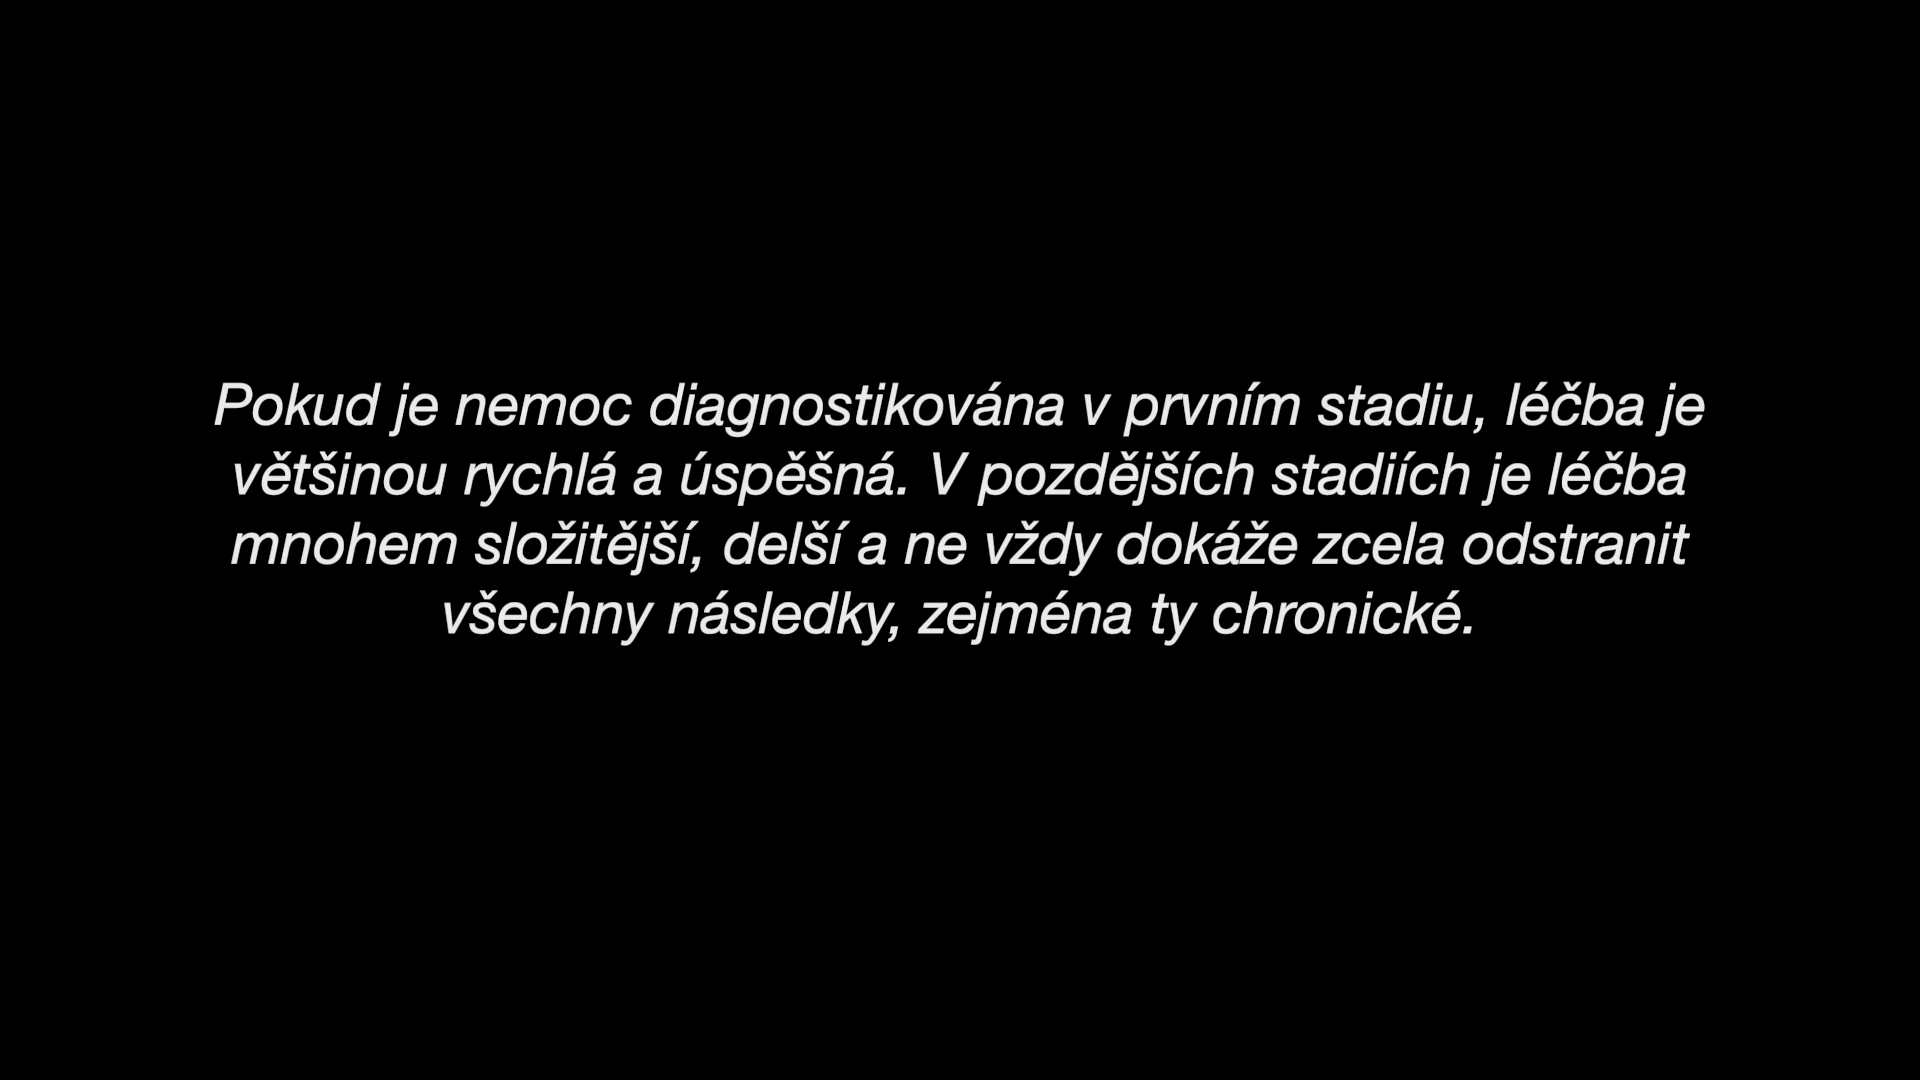 Pokud je nemoc diagnostikována v prvním stadiu, léčba je
většinou rychlá a úspěšná. V pozdějších stadiích je léčba
mnohem složitější, delší a ne vždy dokáže zcela odstranit
všechny následky, zejména ty chronické.